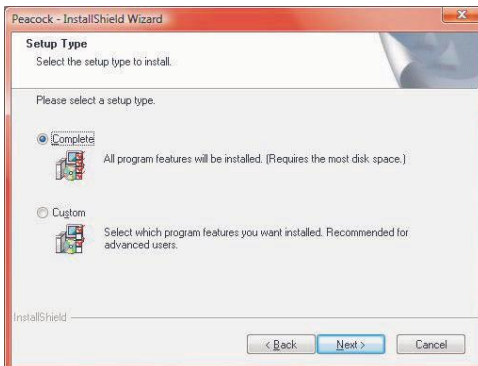 Peacock - InstallShield Wizard
Setup Type
Select the setup type to install.
Please select a setup type.
Complete
All program features will be installed. (Requires the most disk space.)
Custom
Select which program features you want installed. Recommended for
advanced users.
InstallShield
< Back
Next >
Cancel